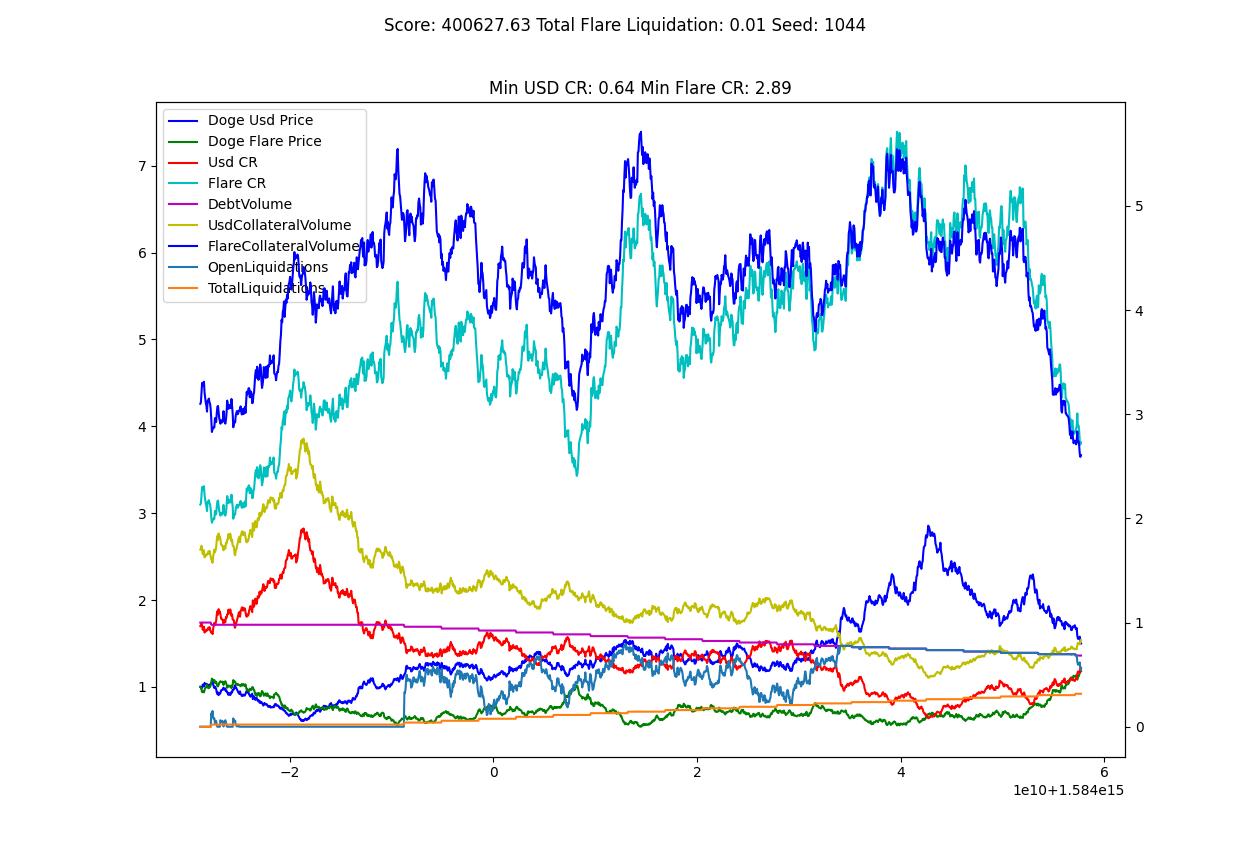 Score: 400627.63 Total Flare Liquidation: 0.01 Seed: 1044
Min USD CR: 0.64 Min Flare CR: 2.89
Doge Usd Price
Doge Flare Price
Usd CR
Flare CR
DebtVolume
UsdCollateralVolume
FlareCollateralVolume
OpenLiquidations
TotalLiquidations
7
6
5
4
3
2
1
5
4
3
2
1
0
−2
0
2
4
6
1e10+1.584e15